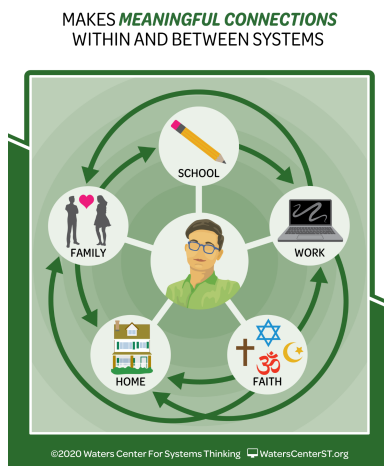 MAKES MEANINGFUL CONNECTIONS
WITHIN AND BETWEEN SYSTEMS
SCHOOL
FAMILY
WORK
HOME
FAITH
©2020 Waters Center For Systems Thinking WatersCenterST.org